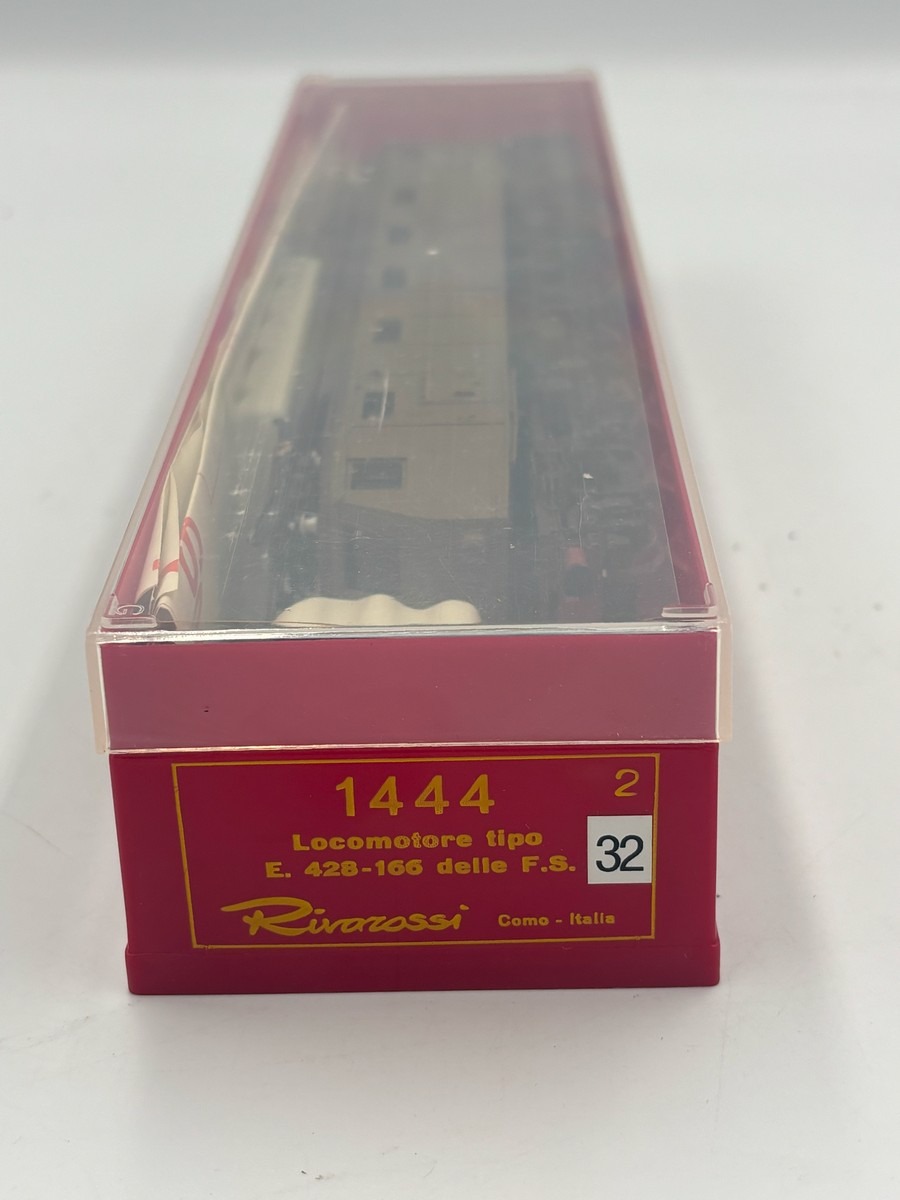 1444
2
Locomotore tipo
E. 428-166 delle F.S.
32
Rivarossi Como - Italia